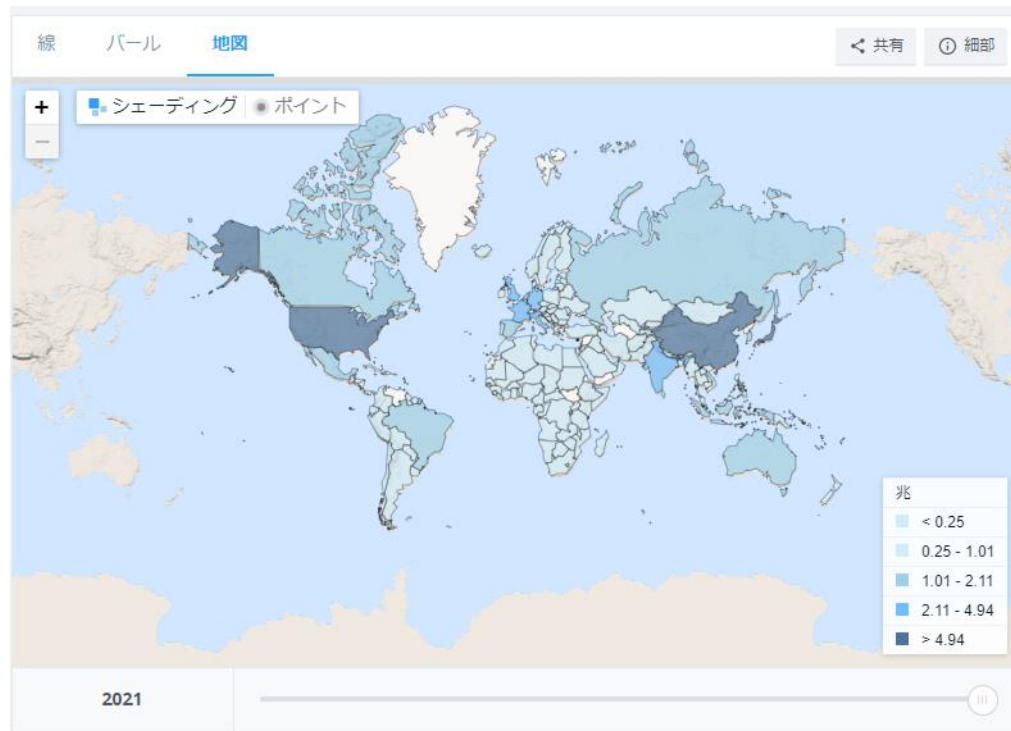 線 バール 地図 共有 細部
+ シェーディング ポイント
−
兆
< 0.25
0.25 - 1.01
1.01 - 2.11
2.11 - 4.94
> 4.94
2021